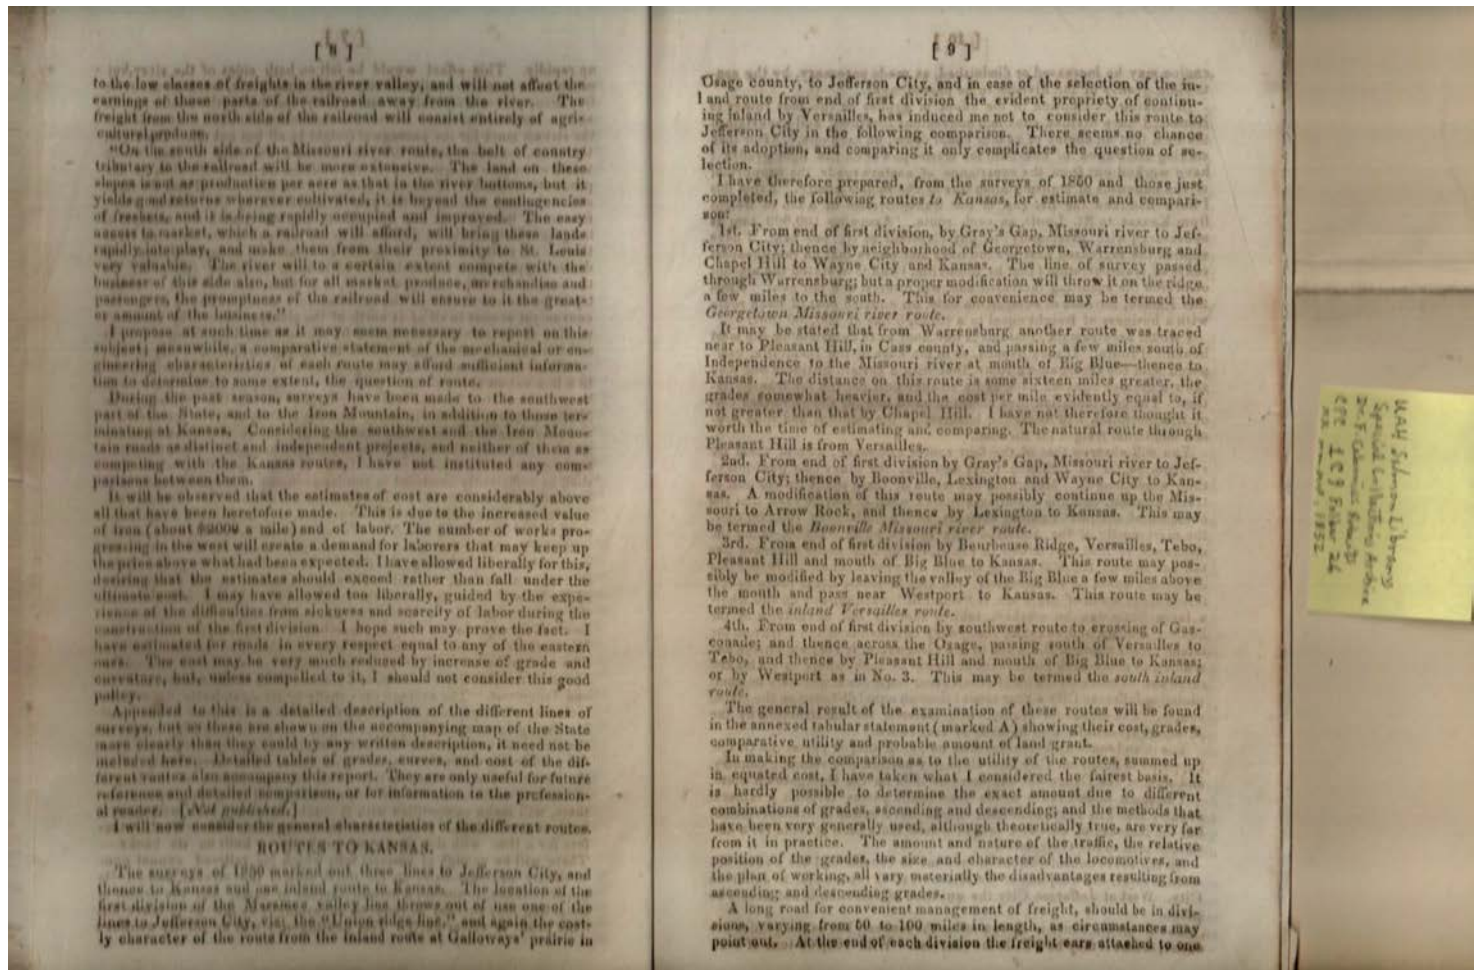 [ 8 ]
to the low classes of freights in the river valley, and will not affect the
earnings of those parts of the railroad away from the river. The
freight from the north side of the railroad will consist entirely of agri-
cultural produce.
"On the south side of the Missouri river route, the belt of country
tributary to the railroad will be more extensive. The land on these
slopes is not as productive per acre as that in the river bottoms, but it
yields good returns wherever cultivated, it is beyond the contingencies
of freshets, and it is being rapidly occupied and improved. The easy
access to market, which a railroad will afford, will bring these lands
rapidly into play, and make them from their proximity to St. Louis
very valuable. The river will to a certain extent compete with the
business of this side also, but for all market produce, merchandise and
passengers, the promptness of the railroad will ensure to it the great-
er amount of the business."
I propose at such time as it may seem necessary to report on this
subject; meanwhile, a comparative statement of the mechanical or en-
gineering characteristics of each route may afford sufficient informa-
tion to determine to some extent, the question of route.
During the past season, surveys have been made to the southwest
part of the State, and to the Iron Mountain, in addition to those ter-
minating at Kansas. Considering the southwest and the Iron Moun-
tain roads as distinct and independent projects, and neither of them as
competing with the Kansas routes, I have not instituted any com-
parisons between them.
It will be observed that the estimates of cost are considerably above
all that have been heretofore made. This is due to the increased value
of iron (about $2000 a mile) and of labor. The number of works pro-
gressing in the west will create a demand for laborers that may keep up
the price above what had been expected. I have allowed liberally for this,
desiring that the estimates should exceed rather than fall under the
ultimate cost. I may have allowed too liberally, guided by the expe-
rience of the difficulties from sickness and scarcity of labor during the
construction of the first division. I hope such may prove the fact. I
have estimated for roads in every respect equal to any of the eastern
ones. The cost may be very much reduced by increase of grade and
curvature, but, unless compelled to it, I should not consider this good
policy.
Appended to this is a detailed description of the different lines of
surveys, but as these are shown on the accompanying map of the State
more clearly than they could by any written description, it need not be
included here. Detailed tables of grades, curves, and cost of the dif-
ferent routes also accompany this report. They are only useful for future
reference and detailed comparison, or for information to the profession-
al reader. [Not published.]
I will now consider the general characteristics of the different routes.
ROUTES TO KANSAS.
The surveys of 1850 marked out three lines to Jefferson City, and
thence to Kansas and one inland route to Kansas. The location of the
first division of the Maramec valley line throws out of use one of the
lines to Jefferson City, viz: the "Union ridge line," and again the cost-
ly character of the route from the inland route at Galloways' prairie in
[ 9 ]
Osage county, to Jefferson City, and in case of the selection of the in-
land route from end of first division the evident propriety of continu-
ing inland by Versailles, has induced me not to consider this route to
Jefferson City in the following comparison. There seems no chance
of its adoption, and comparing it only complicates the question of se-
lection.
I have therefore prepared, from the surveys of 1850 and those just
completed, the following routes to Kansas, for estimate and compari-
son:
1st. From end of first division, by Gray's Gap, Missouri river to Jef-
ferson City; thence by neighborhood of Georgetown, Warrensburg and
Chapel Hill to Wayne City and Kansas. The line of survey passed
through Warrensburg; but a proper modification will throw it on the ridge
a few miles to the south. This for convenience may be termed the
Georgetown Missouri river route.
It may be stated that from Warrensburg another route was traced
near to Pleasant Hill, in Cass county, and passing a few miles south of
Independence to the Missouri river at mouth of Big Blue—thence to
Kansas. The distance on this route is some sixteen miles greater, the
grades somewhat heavier, and the cost per mile evidently equal to, if
not greater than that by Chapel Hill. I have not therefore thought it
worth the time of estimating and comparing. The natural route through
Pleasant Hill is from Versailles.
2nd. From end of first division by Gray's Gap, Missouri river to Jef-
ferson City; thence by Boonville, Lexington and Wayne City to Kan-
sas. A modification of this route may possibly continue up the Mis-
souri to Arrow Rock, and thence by Lexington to Kansas. This may
be termed the Boonville Missouri river route.
3rd. From end of first division by Bourbeuse Ridge, Versailles, Tebo,
Pleasant Hill and mouth of Big Blue to Kansas. This route may pos-
sibly be modified by leaving the valley of the Big Blue a few miles above
the mouth and pass near Westport to Kansas. This route may be
termed the inland Versailles route.
4th. From end of first division by southwest route to crossing of Gas-
conade; and thence across the Osage, passing south of Versailles to
Tebo, and thence by Pleasant Hill and mouth of Big Blue to Kansas;
or by Westport as in No. 3. This may be termed the south inland
route.
The general result of the examination of these routes will be found
in the annexed tabular statement (marked A) showing their cost, grades,
comparative utility and probable amount of land grant.
In making the comparison as to the utility of the routes, summed up
in equated cost, I have taken what I considered the fairest basis. It
is hardly possible to determine the exact amount due to different
combinations of grades, ascending and descending; and the methods that
have been very generally used, although theoretically true, are very far
from it in practice. The amount and nature of the traffic, the relative
position of the grades, the size and character of the locomotives, and
the plan of working, all vary materially the disadvantages resulting from
ascending and descending grades.
A long road for convenient management of freight, should be in divi-
sions, varying from 50 to 100 miles in length, as circumstances may
point out. At the end of each division the freight cars attached to one
UAH Salmon Library
Special Collections Archive
Dr. F. Roberts
Folder 26
1852